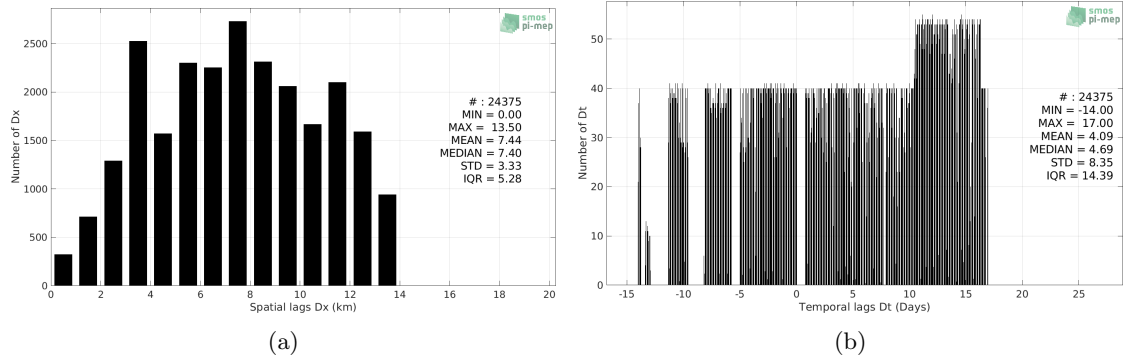 smos
pi-mep
2500
2000
1500
1000
500
0
Number of Dx
# : 24375
MIN = 0.00
MAX = 13.50
MEAN = 7.44
MEDIAN = 7.40
STD = 3.33
IQR = 5.28
0 2 4 6 8 10 12 14 16 18 20
Spatial lags Dx (km)
(a)
smos
pi-mep
50
40
30
20
10
0
Number of Dt
# : 24375
MIN = -14.00
MAX = 17.00
MEAN = 4.09
MEDIAN = 4.69
STD = 8.35
IQR = 14.39
-15 -10 -5 0 5 10 15 20 25
Temporal lags Dt (Days)
(b)